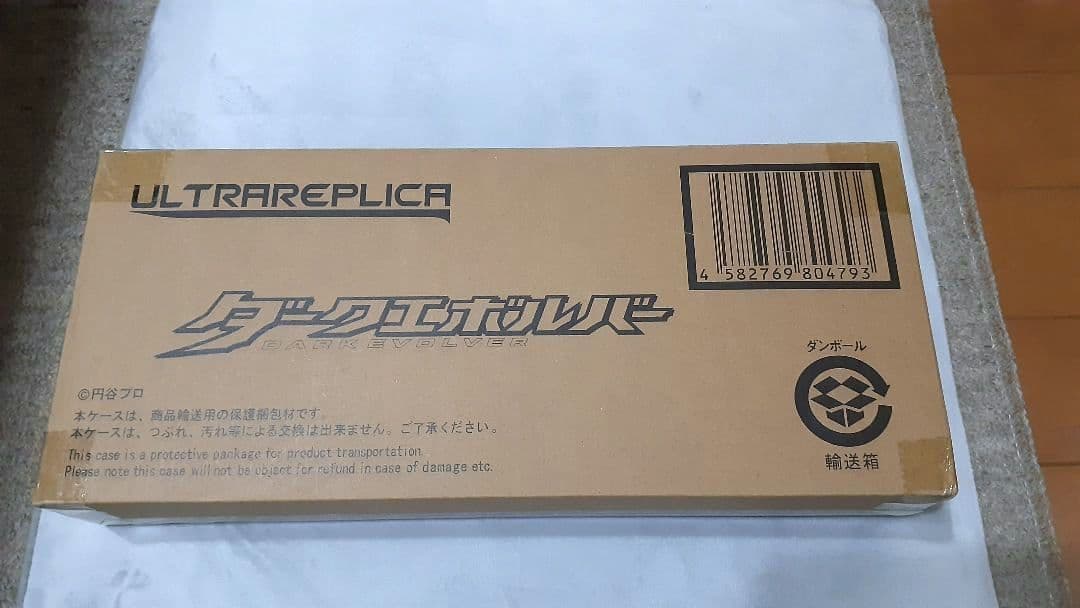 ULTRAREPLICA
4 582769 804793
ダークエボルバー
DARK EVOLVER
ダンボール
輸送箱
©円谷プロ
本ケースは、商品輸送用の保護梱包材です。
本ケースは、つぶれ、汚れ等による交換は出来ません。ご了承ください。
This case is a protective package for product transportation.
Please note this case will not be object for refund in case of damage etc.